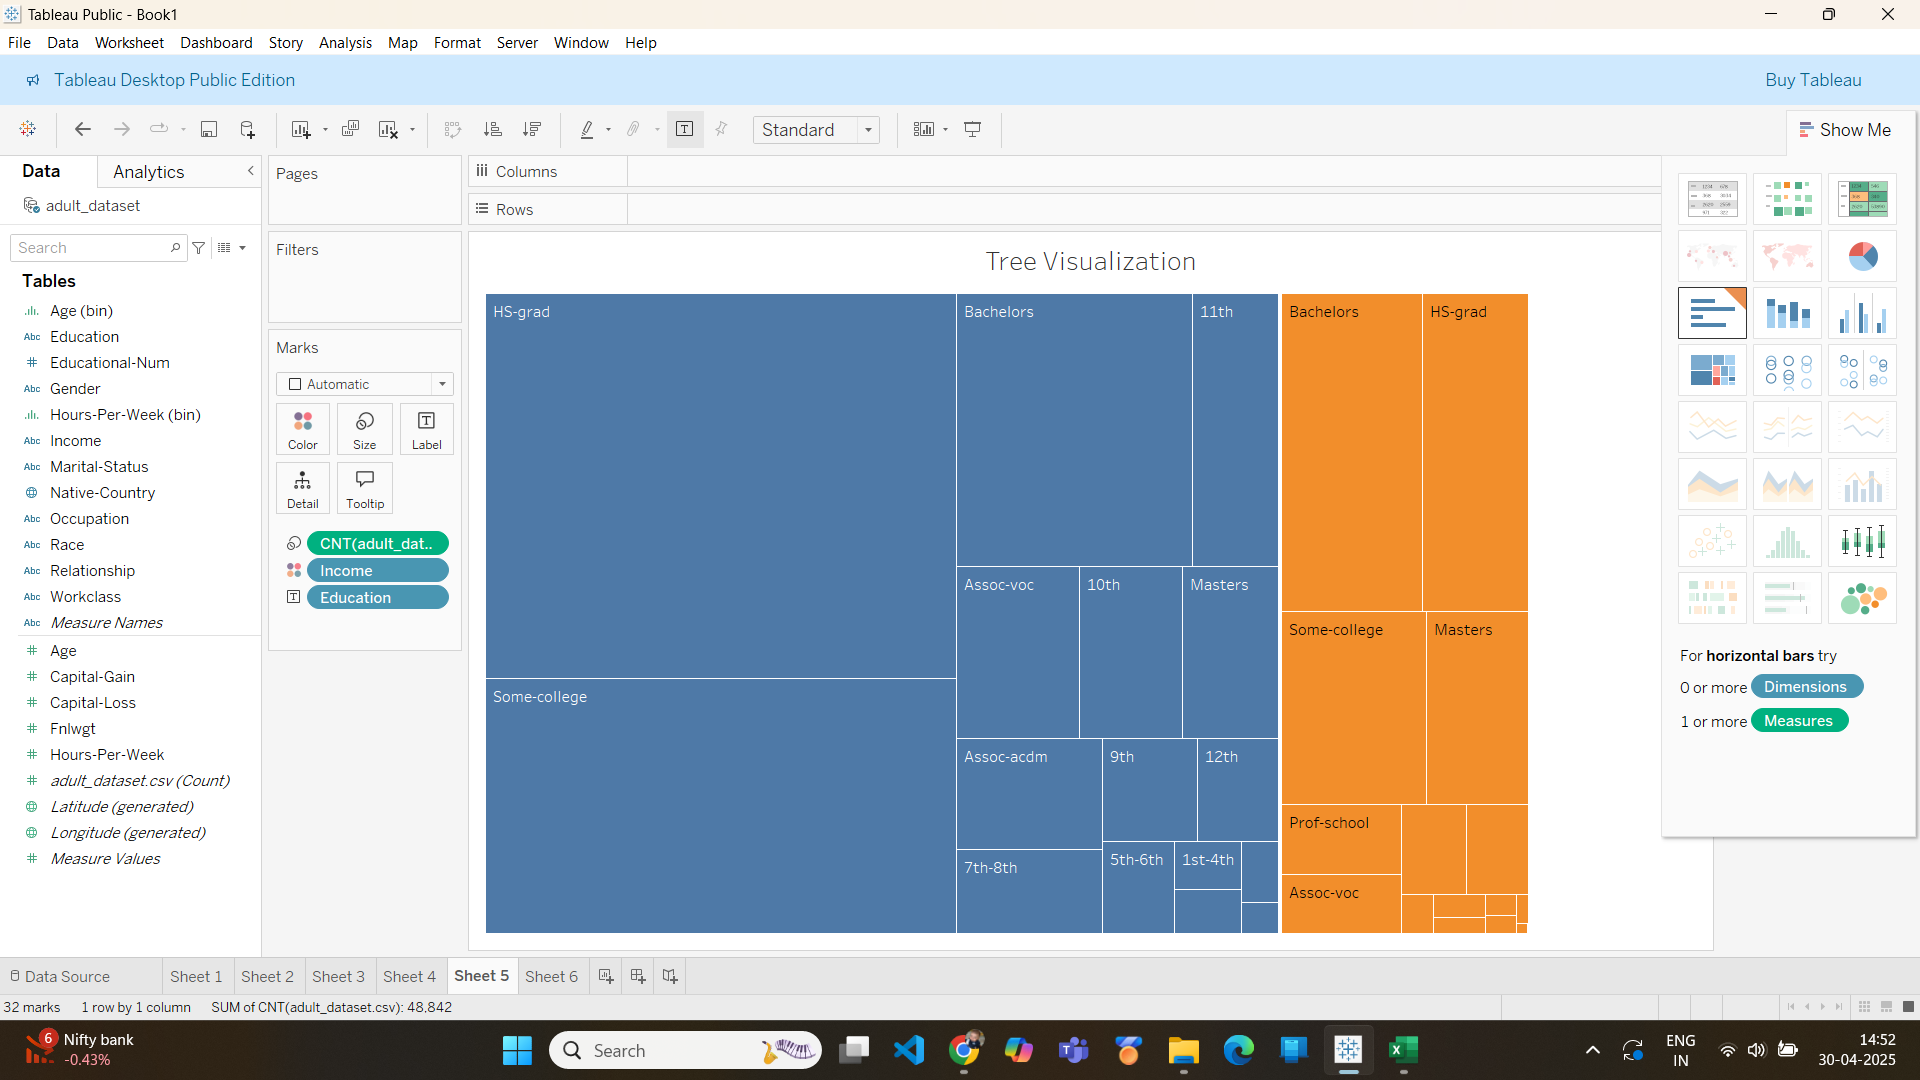 Tableau Public - Book1
File Data Worksheet Dashboard Story Analysis Map Format Server Window Help
Tableau Desktop Public Edition
Buy Tableau
Standard
Show Me
Data Analytics
adult_dataset
Search
Tables
Age (bin)
Education
Educational-Num
Gender
Hours-Per-Week (bin)
Income
Marital-Status
Native-Country
Occupation
Race
Relationship
Workclass
Measure Names
Age
Capital-Gain
Capital-Loss
Fnlwgt
Hours-Per-Week
adult_dataset.csv (Count)
Latitude (generated)
Longitude (generated)
Measure Values
Pages
Filters
Marks
Automatic
Color
Size
Label
Detail
Tooltip
CNT(adult_dat..
Income
Education
Columns
Rows
Tree Visualization
HS-grad
Bachelors
11th
Some-college
Assoc-voc
10th
Masters
Assoc-acdm
9th
12th
7th-8th
5th-6th
1st-4th
Bachelors
HS-grad
Some-college
Masters
Prof-school
Assoc-voc
For horizontal bars try
0 or more Dimensions
1 or more Measures
Data Source Sheet 1 Sheet 2 Sheet 3 Sheet 4 Sheet 5 Sheet 6
32 marks 1 row by 1 column SUM of CNT(adult_dataset.csv): 48,842
6
Nifty bank
-0.43%
Search
ENG
IN
14:52
30-04-2025